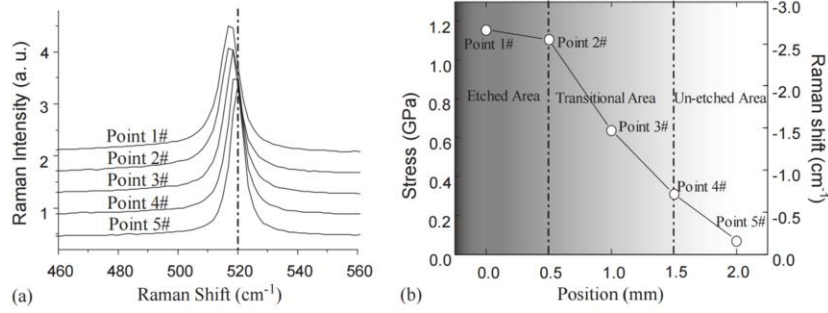 Raman Intensity (a. u.)
4
3
2
1
Point 1#
Point 2#
Point 3#
Point 4#
Point 5#
460 480 500 520 540 560
(a) Raman Shift (cm-1)
Stress (GPa)
1.2
1.0
0.8
0.6
0.4
0.2
0.0
Point 1# Point 2#
Etched Area Transitional Area Un-etched Area
Point 3#
Point 4#
Point 5#
-3.0
-2.5
-1.5
-0.5
-0.0
Raman shift (cm-1)
0.0 0.5 1.0 1.5 2.0
(b) Position (mm)